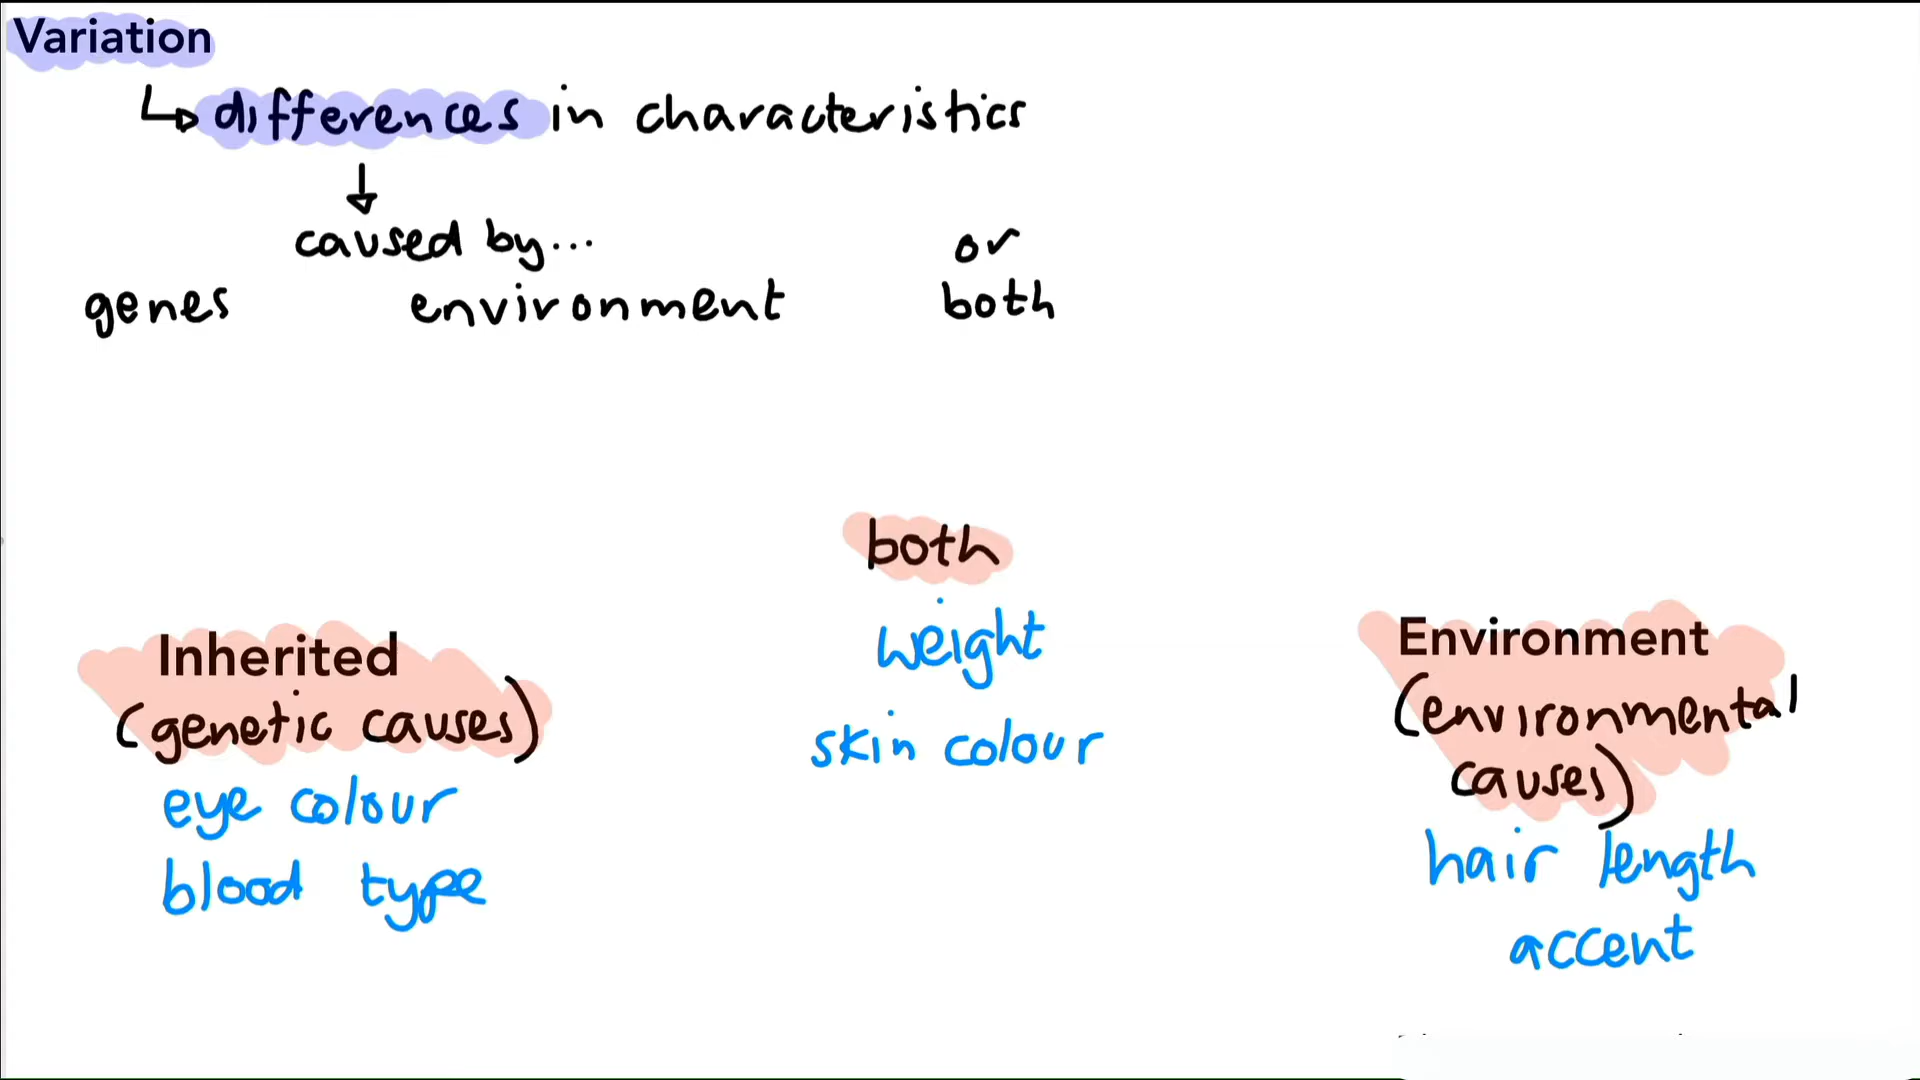 Variation
differences in characteristics
caused by...
or
genes environment both
both
weight
skin colour
Inherited
(genetic causes)
eye colour
blood type
Environment
(environmental
causes)
hair length
accent